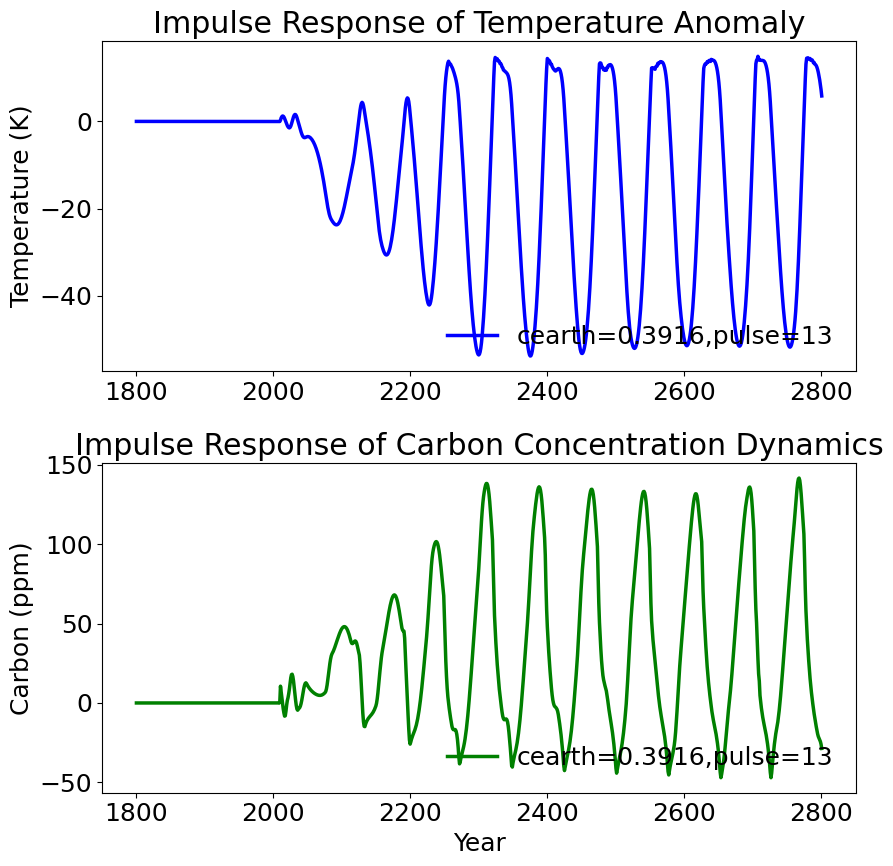 Impulse Response of Temperature Anomaly
Temperature (K)
0
−20
−40
cearth=0.3916,pulse=13
1800 2000 2200 2400 2600 2800
Impulse Response of Carbon Concentration Dynamics
Carbon (ppm)
150
100
50
0
−50
cearth=0.3916,pulse=13
1800 2000 2200 2400 2600 2800
Year